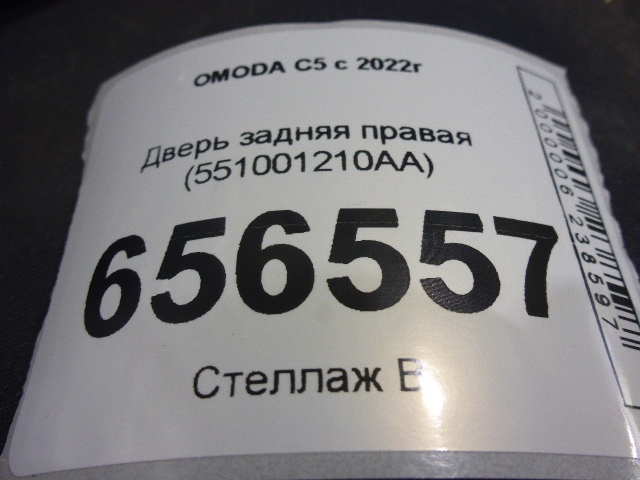 OMODA C5 с 2022г
Дверь задняя правая
(551001210AA)
656557
Стеллаж В
2000006238597